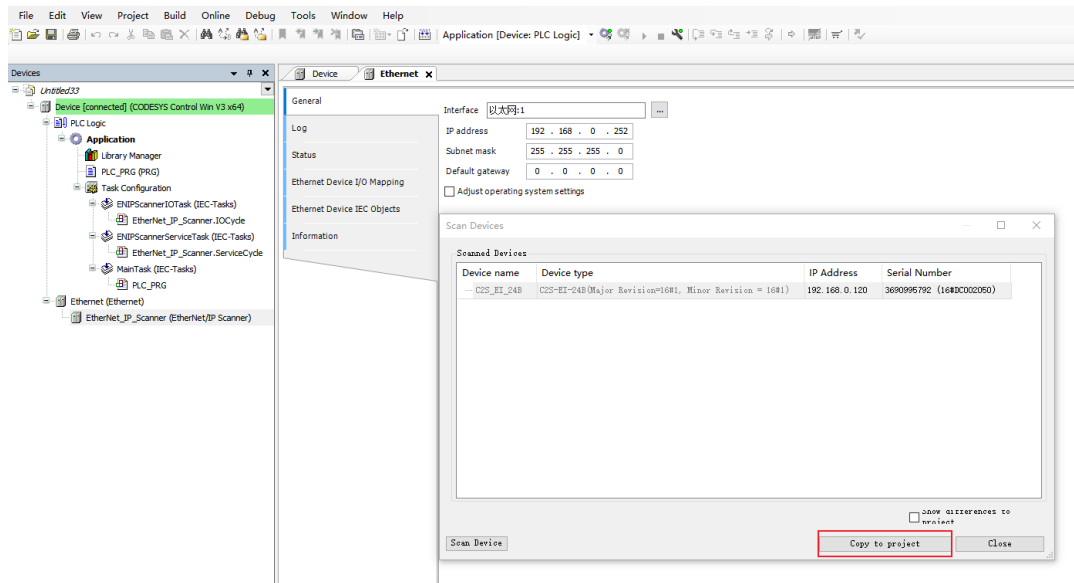 File Edit View Project Build Online Debug Tools Window Help
Application [Device: PLC Logic]
Devices
Untitled33
Device [connected] (CODESYS Control Win V3 x64)
PLC Logic
Application
Library Manager
PLC_PRG (PRG)
Task Configuration
ENIPScannerIOTask (IEC-Tasks)
EtherNet_IP_Scanner.IOCycle
ENIPScannerServiceTask (IEC-Tasks)
EtherNet_IP_Scanner.ServiceCycle
MainTask (IEC-Tasks)
PLC_PRG
Ethernet (Ethernet)
EtherNet_IP_Scanner (EtherNet/IP Scanner)
Device Ethernet
General
Log
Status
Ethernet Device I/O Mapping
Ethernet Device IEC Objects
Information
Interface 以太网:1 ...
IP address 192 . 168 . 0 . 252
Subnet mask 255 . 255 . 255 . 0
Default gateway 0 . 0 . 0 . 0
Adjust operating system settings
Scan Devices
Scanned Devices
Device name Device type IP Address Serial Number
C2S_EI_24B C2S-EI-24B(Major Revision=16#1, Minor Revision = 16#1) 192.168.0.120 3690995792 (16#DC002050)
Show differences to
project
Scan Device Copy to project Close